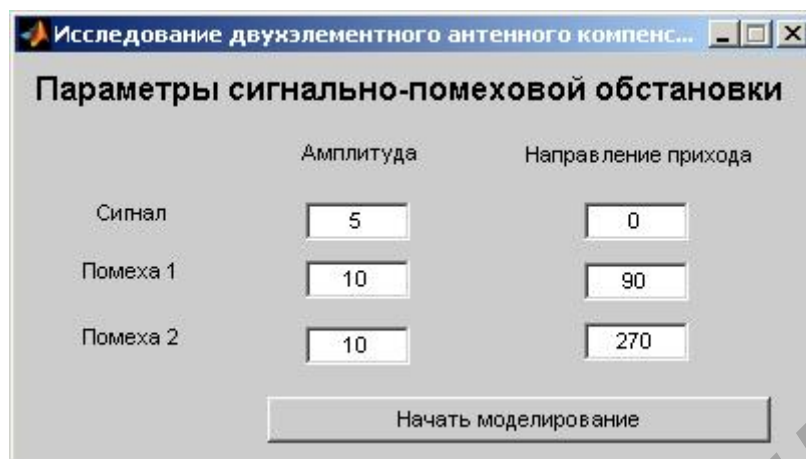 Исследование двухэлементного антенного компенс...
Параметры сигнально-помеховой обстановки
Амплитуда Направление прихода
Сигнал 5 0
Помеха 1 10 90
Помеха 2 10 270
Начать моделирование